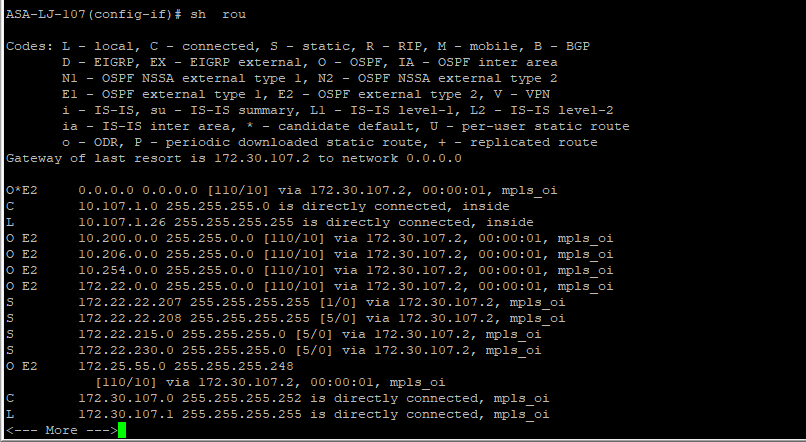 ASA-LJ-107(config-if)# sh  rou
Codes: L - local, C - connected, S - static, R - RIP, M - mobile, B - BGP
D - EIGRP, EX - EIGRP external, O - OSPF, IA - OSPF inter area
N1 - OSPF NSSA external type 1, N2 - OSPF NSSA external type 2
E1 - OSPF external type 1, E2 - OSPF external type 2, V - VPN
i - IS-IS, su - IS-IS summary, L1 - IS-IS level-1, L2 - IS-IS level-2
ia - IS-IS inter area, * - candidate default, U - per-user static route
o - ODR, P - periodic downloaded static route, + - replicated route
Gateway of last resort is 172.30.107.2 to network 0.0.0.0
O*E2     0.0.0.0 0.0.0.0 [110/10] via 172.30.107.2, 00:00:01, mpls_oi
C        10.107.1.0 255.255.255.0 is directly connected, inside
L        10.107.1.26 255.255.255.255 is directly connected, inside
O E2     10.200.0.0 255.255.0.0 [110/10] via 172.30.107.2, 00:00:01, mpls_oi
O E2     10.206.0.0 255.255.0.0 [110/10] via 172.30.107.2, 00:00:01, mpls_oi
O E2     10.254.0.0 255.255.0.0 [110/10] via 172.30.107.2, 00:00:01, mpls_oi
O E2     172.22.0.0 255.255.0.0 [110/10] via 172.30.107.2, 00:00:01, mpls_oi
S        172.22.22.207 255.255.255.255 [1/0] via 172.30.107.2, mpls_oi
S        172.22.22.208 255.255.255.255 [5/0] via 172.30.107.2, mpls_oi
S        172.22.215.0 255.255.255.0 [5/0] via 172.30.107.2, mpls_oi
S        172.22.230.0 255.255.255.0 [5/0] via 172.30.107.2, mpls_oi
O E2     172.25.55.0 255.255.255.248
[110/10] via 172.30.107.2, 00:00:01, mpls_oi
C        172.30.107.0 255.255.255.252 is directly connected, mpls_oi
L        172.30.107.1 255.255.255.255 is directly connected, mpls_oi
<--- More --->